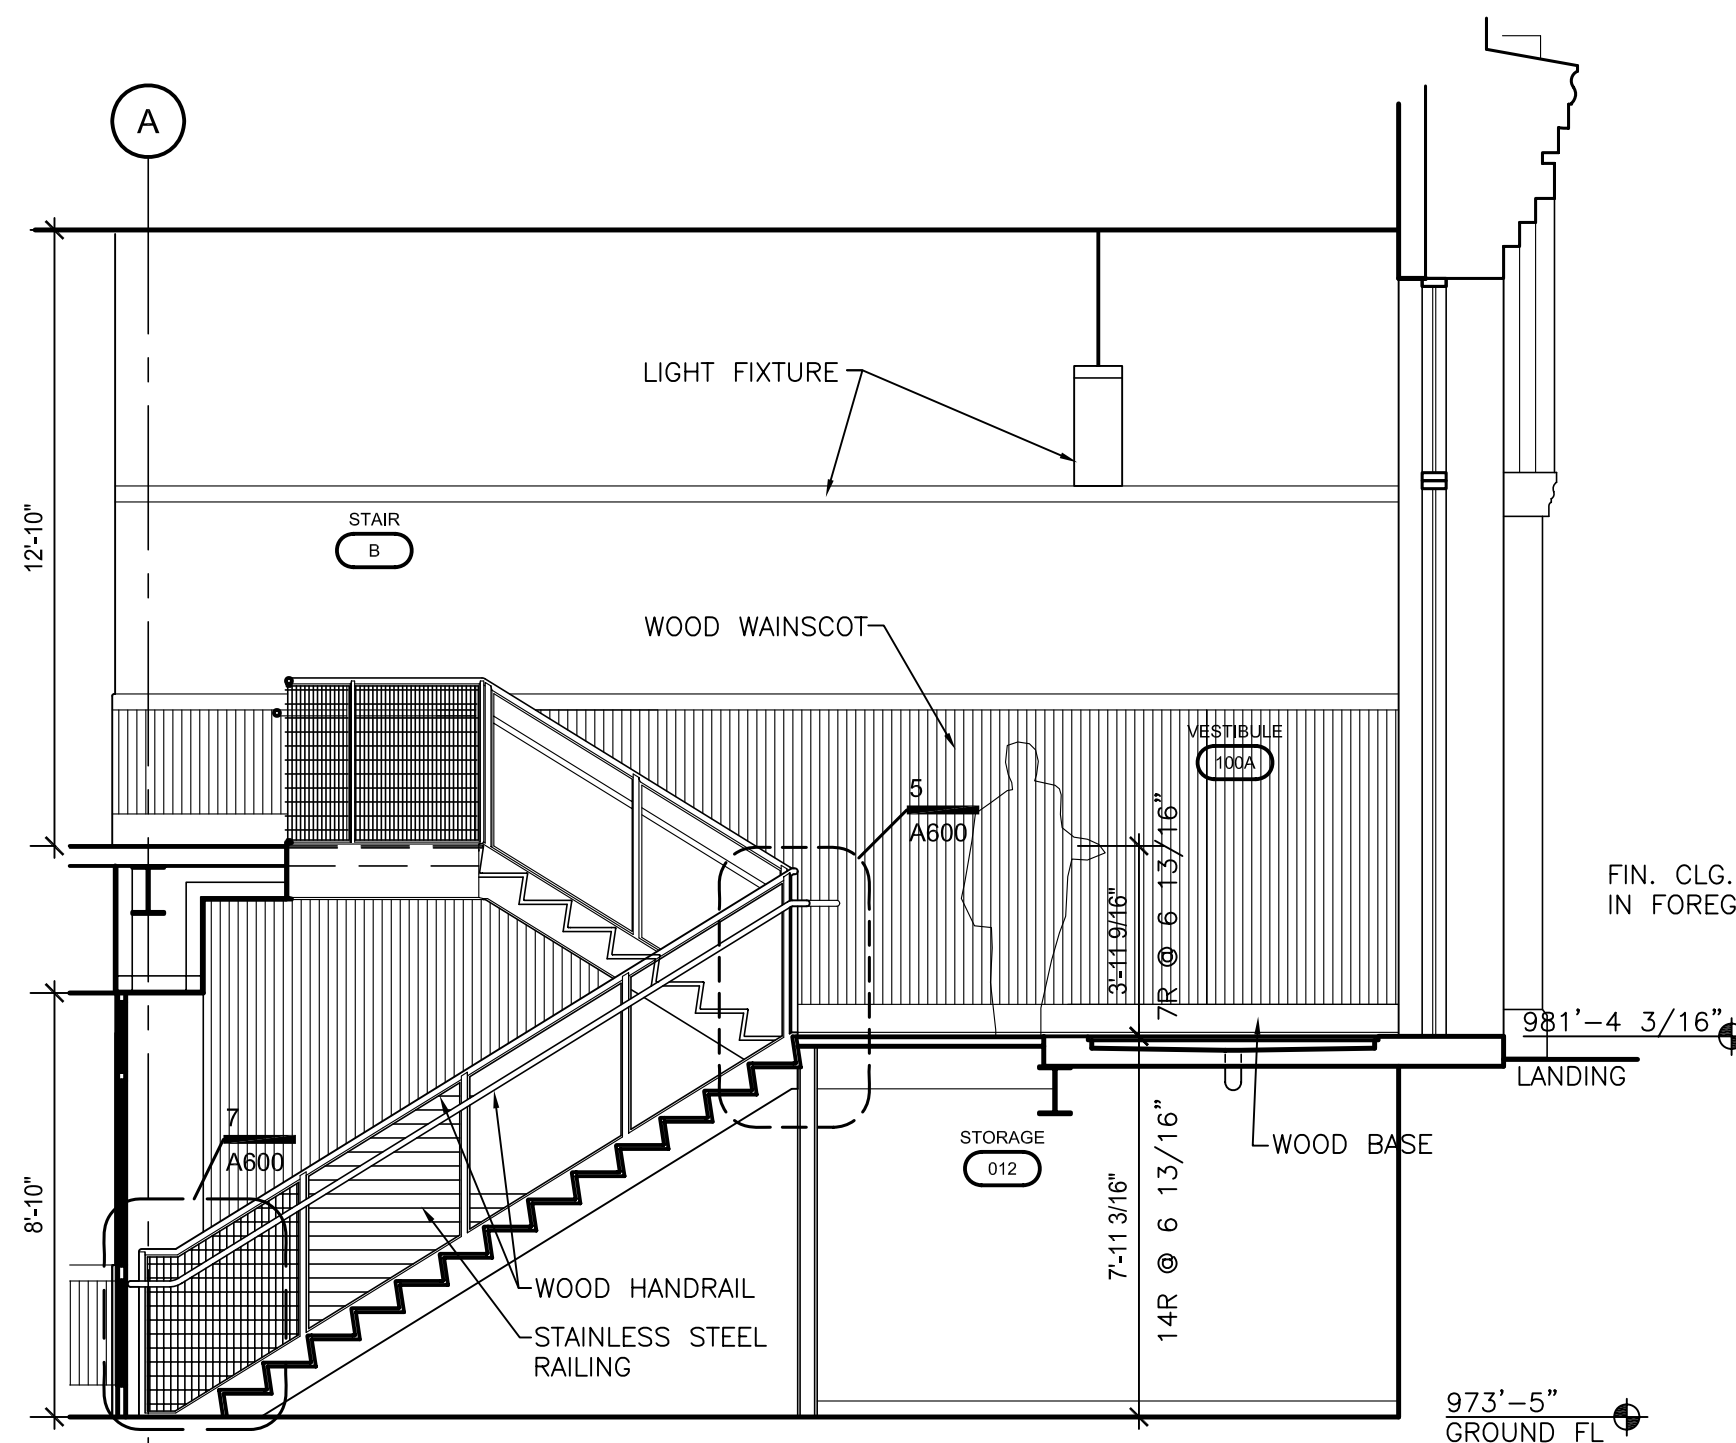 A
LIGHT FIXTURE
12'-10"
STAIR
B
WOOD WAINSCOT
VESTIBULE
100A
5
A600
3'-11 9/16"
7R @ 6 13/16"
FIN. CLG.
IN FOREG
981'-4 3/16"
LANDING
7
A600
8'-10"
STORAGE
012
WOOD BASE
7'-11 3/16"
14R @ 6 13/16"
WOOD HANDRAIL
STAINLESS STEEL
RAILING
973'-5"
GROUND FL